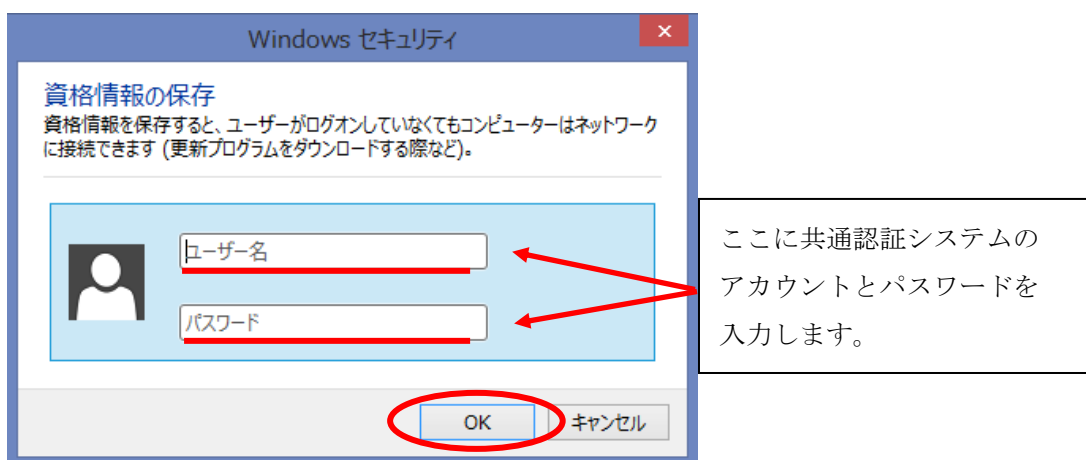 Windows セキュリティ
資格情報の保存
資格情報を保存すると、ユーザーがログオンしていなくてもコンピューターはネットワーク
に接続できます (更新プログラムをダウンロードする際など)。
ユーザー名
パスワード
ここに共通認証システムの
アカウントとパスワードを
入力します。
OK
キャンセル